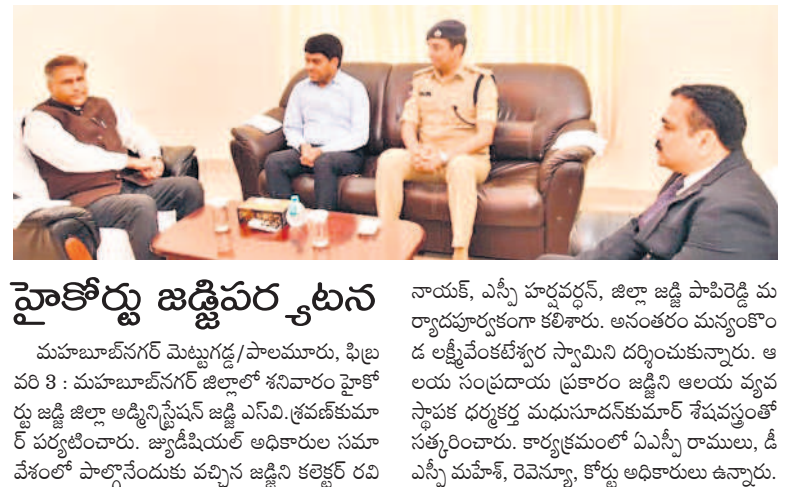 హైకోర్టు జడ్జిపర్యటన
మహబూబ్‌నగర్ మెట్టుగడ్డ/పాలమూరు, ఫిబ్ర
వరి 3 : మహబూబ్‌నగర్ జిల్లాలో శనివారం హైకో
ర్టు జడ్జి జిల్లా అడ్మినిస్ట్రేషన్ జడ్జి ఎస్‌వి.శ్రవణ్‌కుమా
ర్ పర్యటించారు. జ్యుడీషియల్ అధికారుల సమా
వేశంలో పాల్గొనేందుకు వచ్చిన జడ్జిని కలెక్టర్ రవి
నాయక్, ఎస్పీ హర్షవర్ధన్, జిల్లా జడ్జి పాపిరెడ్డి మ
ర్యాదపూర్వకంగా కలిశారు. అనంతరం మన్యంకొం
డ లక్ష్మీవేంకటేశ్వర స్వామిని దర్శించుకున్నారు. ఆ
లయ సంప్రదాయ ప్రకారం జడ్జిని ఆలయ వ్యవ
స్థాపక ధర్మకర్త మధుసూదన్‌కుమార్ శేషవస్త్రంతో
సత్కరించారు. కార్యక్రమంలో ఏఎస్పీ రాములు, డీ
ఎస్పీ మహేశ్, రెవెన్యూ, కోర్టు అధికారులు ఉన్నారు.